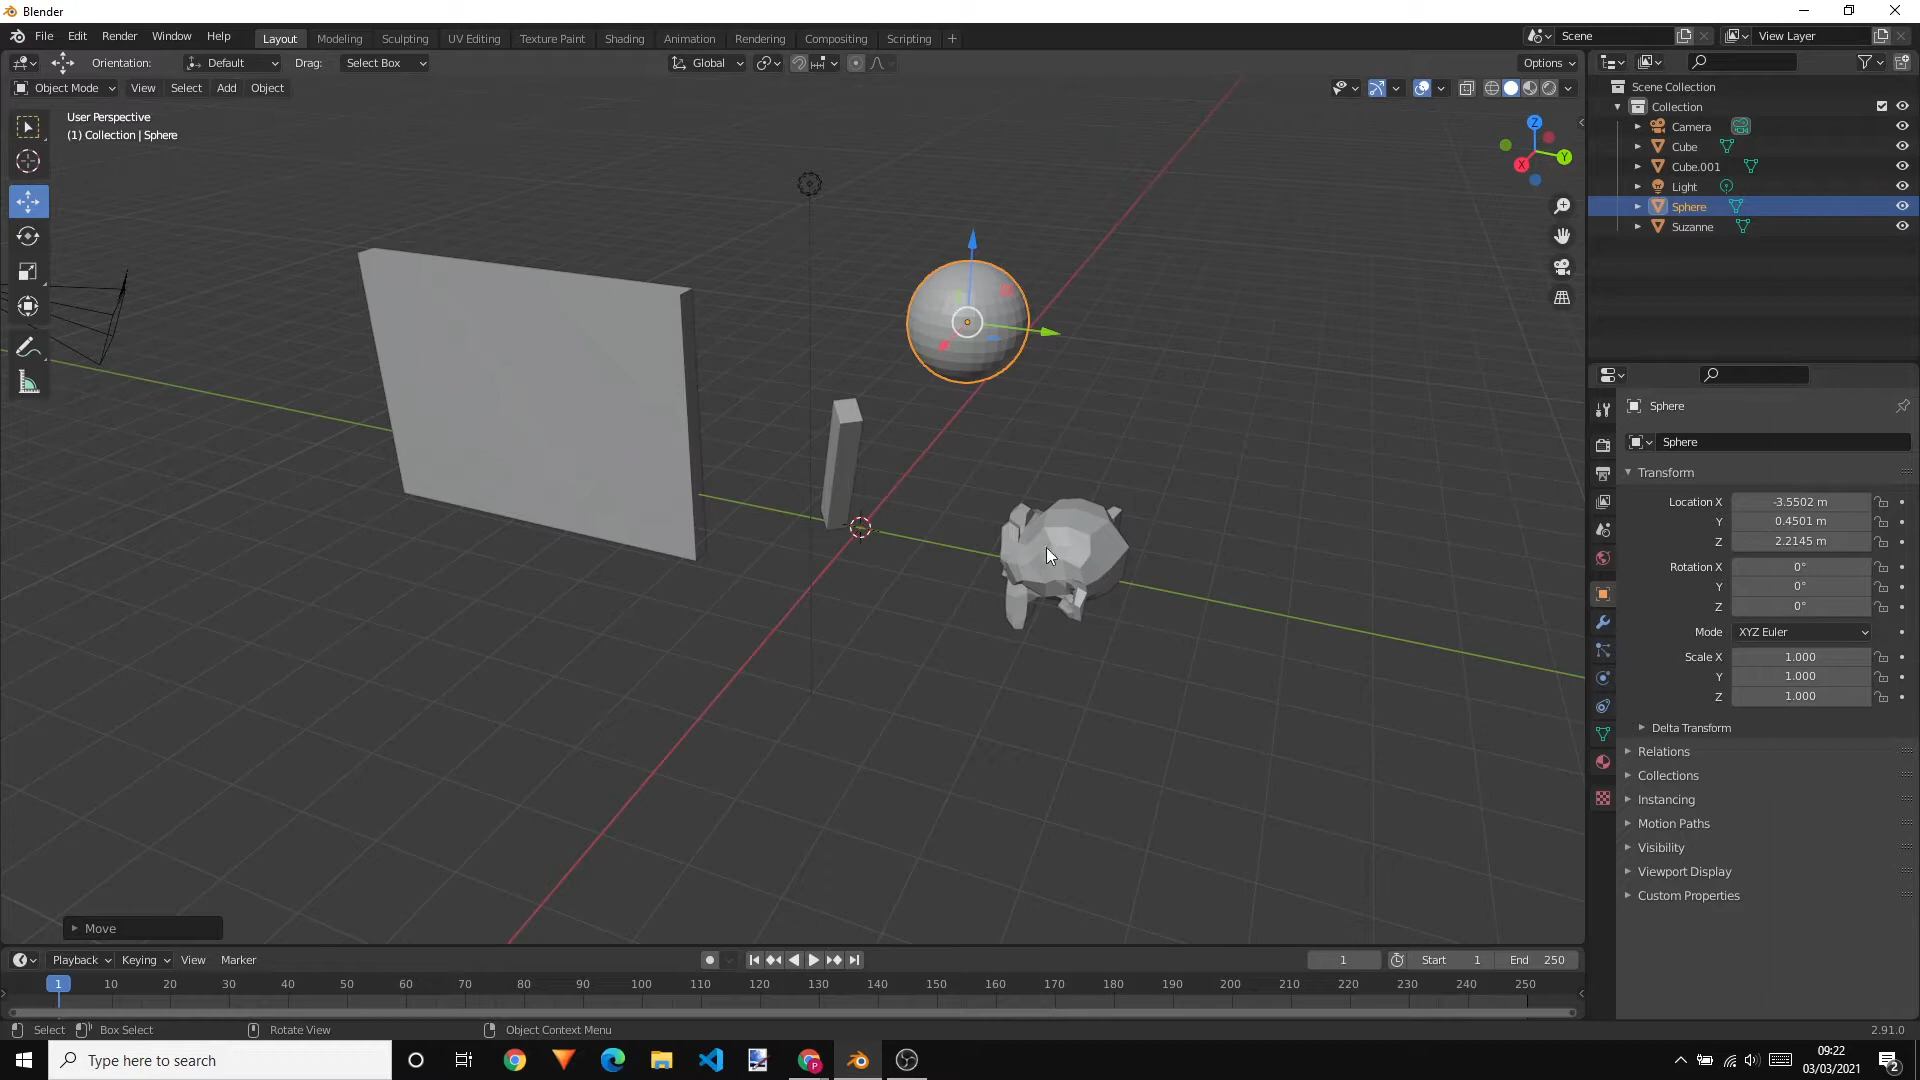 Blender
File Edit Render Window Help
Layout Modeling Sculpting UV Editing Texture Paint Shading Animation Rendering Compositing Scripting +
Scene
View Layer
Orientation: Default Drag: Select Box
Global
Options
Object Mode View Select Add Object
User Perspective
(1) Collection | Sphere
Z
Y
X
Scene Collection
Collection
Camera
Cube
Cube.001
Light
Sphere
Suzanne
Sphere
Sphere
Transform
Location X -3.5502 m
Y 0.4501 m
Z 2.2145 m
Rotation X 0°
Y 0°
Z 0°
Mode XYZ Euler
Scale X 1.000
Y 1.000
Z 1.000
Delta Transform
Relations
Collections
Instancing
Motion Paths
Visibility
Viewport Display
Custom Properties
Move
Playback Keying View Marker
1
Start 1 End 250
1 10 20 30 40 50 60 70 80 90 100 110 120 130 140 150 160 170 180 190 200 210 220 230 240 250
Select Box Select Rotate View Object Context Menu
2.91.0
Type here to search
P
09:22
03/03/2021
2